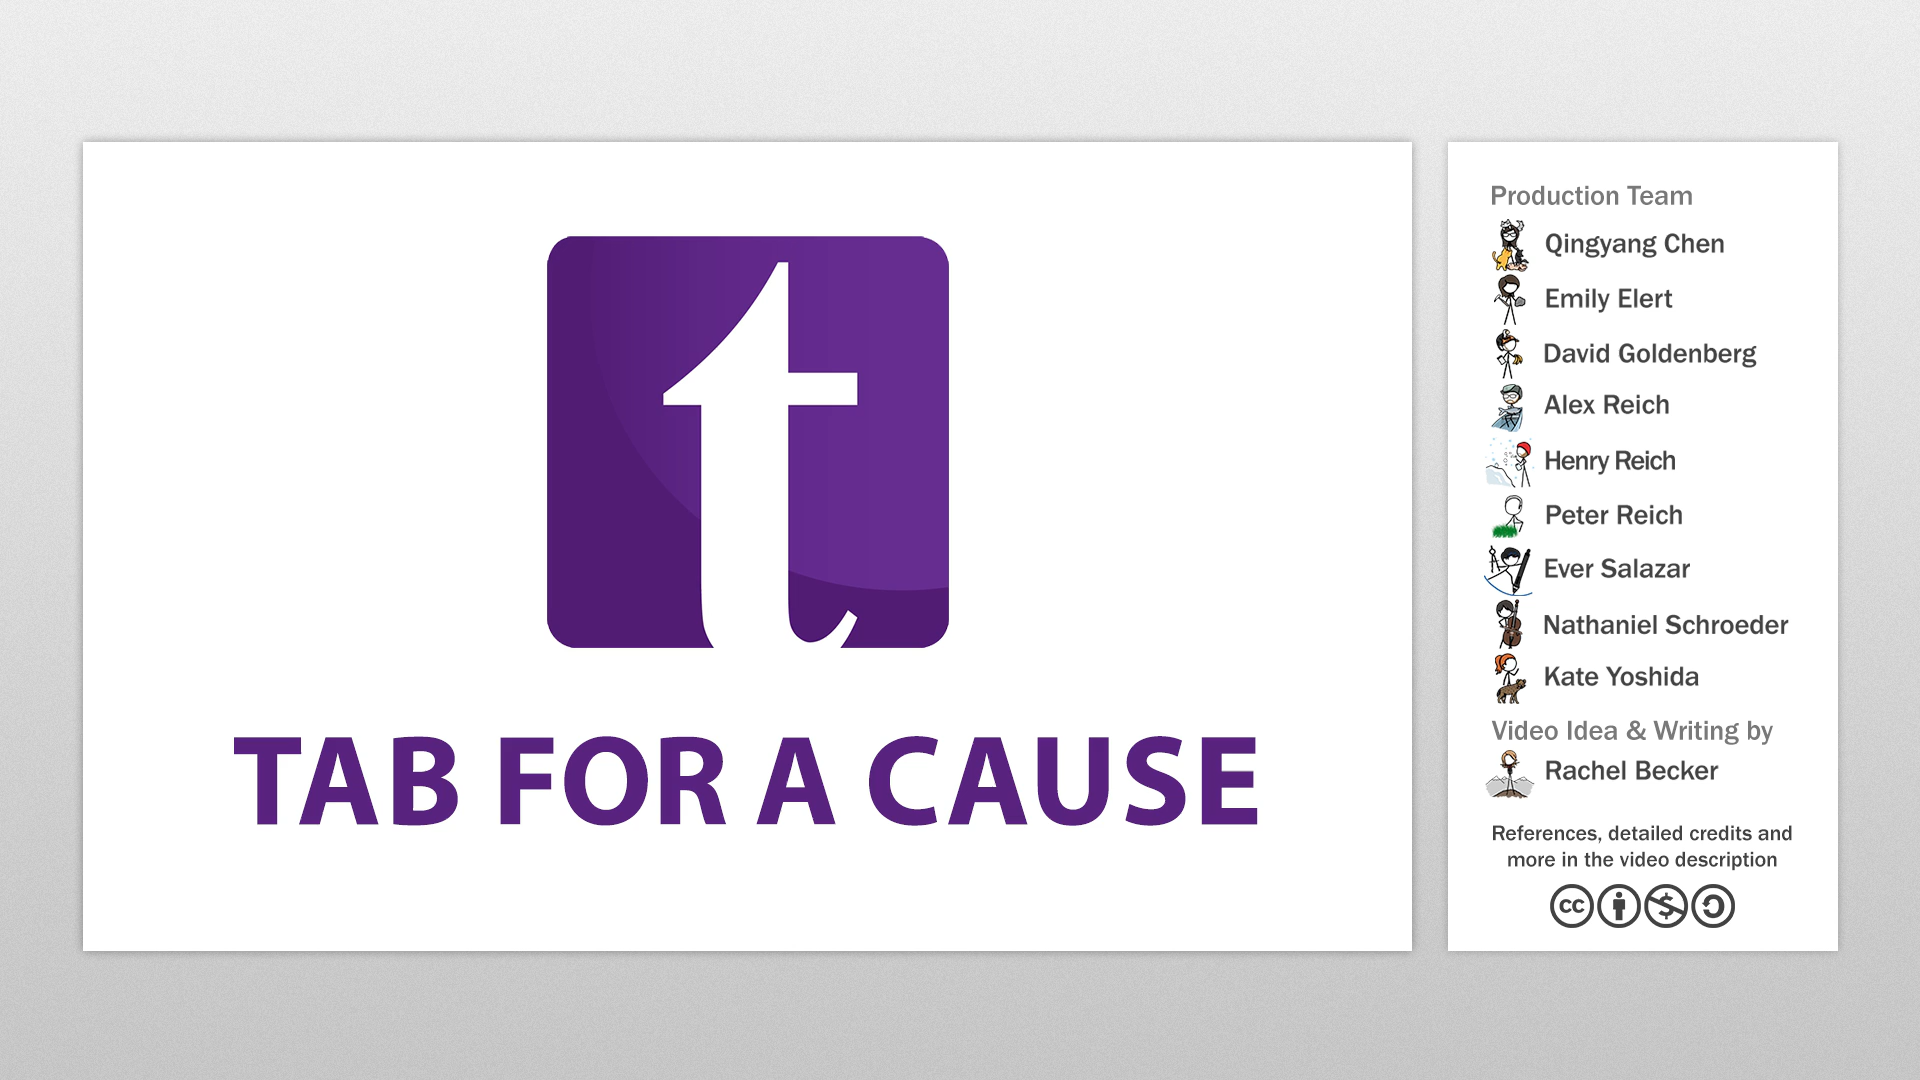 t
TAB FOR A CAUSE
Production Team
Qingyang Chen
Emily Elert
David Goldenberg
Alex Reich
Henry Reich
Peter Reich
Ever Salazar
Nathaniel Schroeder
Kate Yoshida
Video Idea & Writing by
Rachel Becker
References, detailed credits and
more in the video description
cc